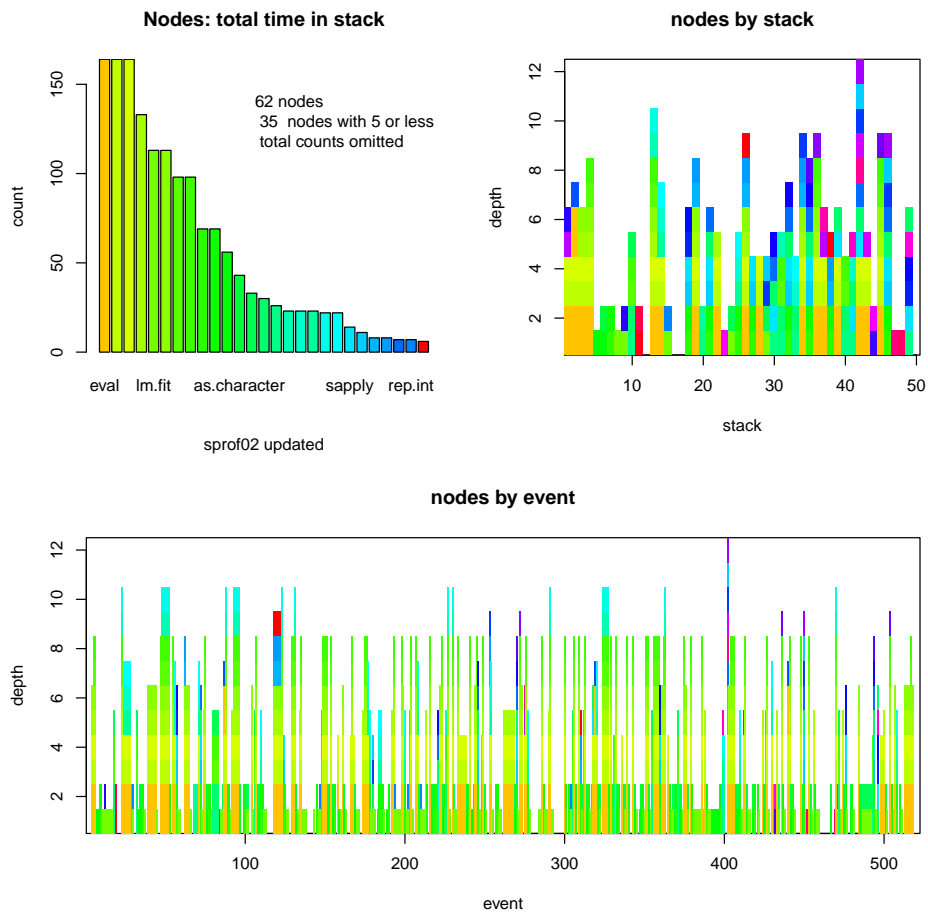 Nodes: total time in stack
count
0
50
100
150
62 nodes
35 nodes with 5 or less
total counts omitted
eval lm.fit as.character sapply rep.int
sprof02 updated
nodes by stack
depth
2
4
6
8
10
12
10 20 30 40 50
stack
nodes by event
depth
2
4
6
8
10
12
100 200 300 400 500
event